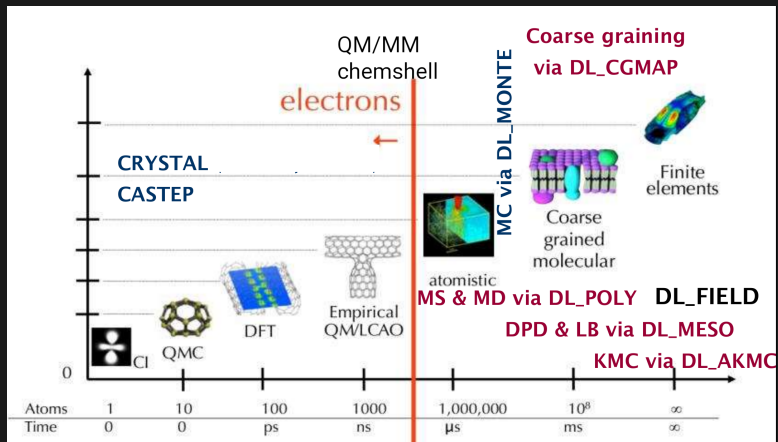 QM/MM
chemshell
Coarse graining
via DL_CGMAP
electrons
←
MC via DL_MONTE
CRYSTAL
CASTEP
Finite
elements
Coarse
grained
molecular
atomistic
MS & MD via DL_POLY
DL_FIELD
DPD & LB via DL_MESO
KMC via DL_AKMC
Empirical
QM/LCAO
DFT
QMC
CI
0
Atoms 1 10 100 1000 1,000,000 10⁸ ∞
Time 0 0 ps ns µs ms ∞